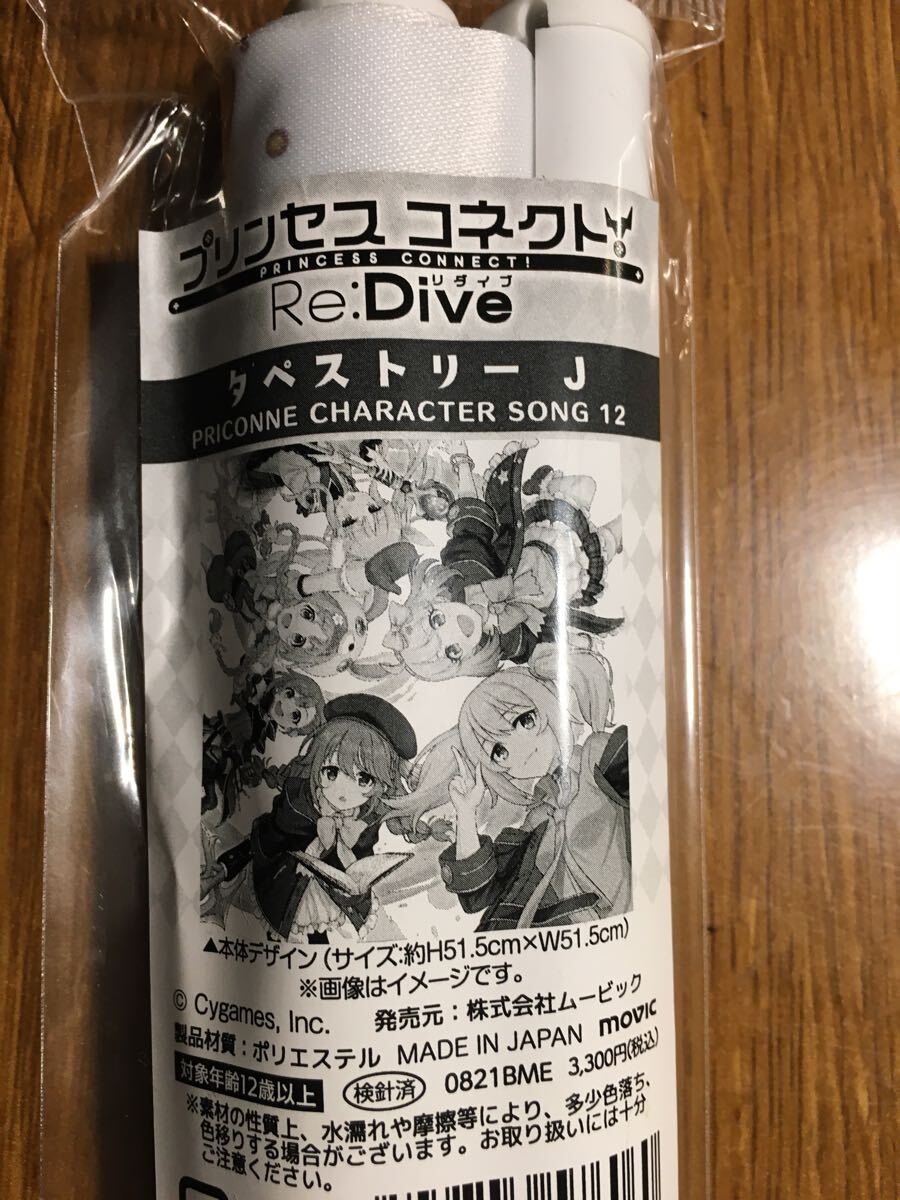 プリンセス コネクト!
PRINCESS CONNECT!
リダイブ
Re:Dive
タペストリー J
PRICONNE CHARACTER SONG 12
▲本体デザイン(サイズ:約H51.5cm×W51.5cm)
※画像はイメージです。
© Cygames, Inc. 発売元:株式会社ムービック
製品材質:ポリエステル MADE IN JAPAN movic
対象年齢12歳以上 検針済 0821BME 3,300円(税込)
※素材の性質上、水濡れや摩擦等により、多少色落ち、
色移りする場合がございます。お取り扱いには十分
ご注意ください。